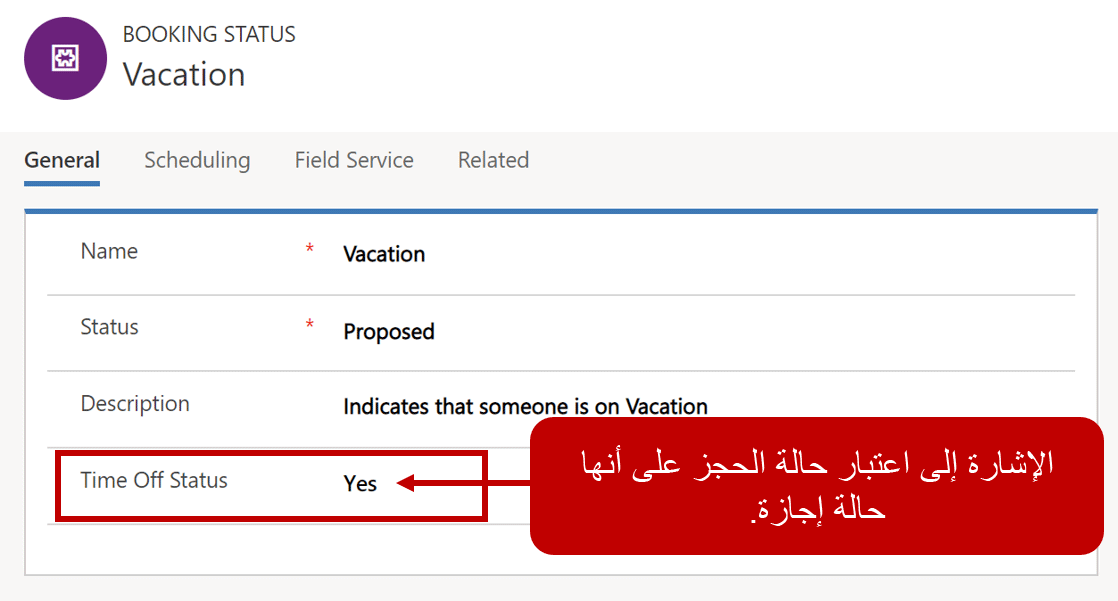 BOOKING STATUS
Vacation
General Scheduling Field Service Related
Name * Vacation
Status * Proposed
Description Indicates that someone is on Vacation
Time Off Status Yes
الإشارة إلى اعتبار حالة الحجز على أنها
حالة إجازة.